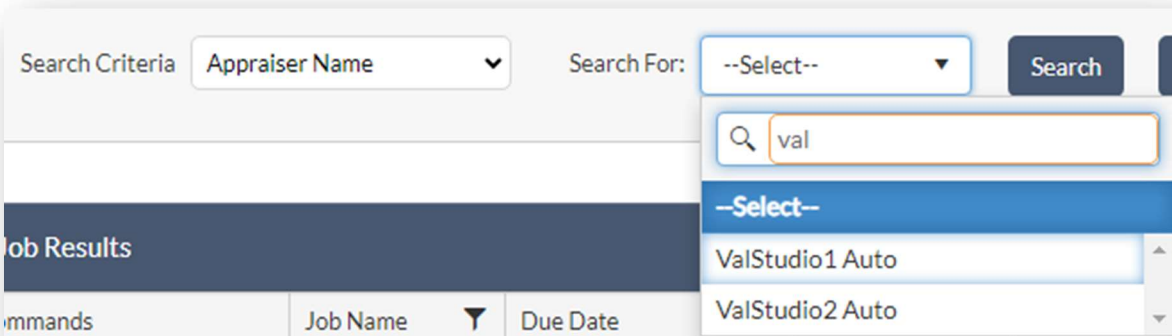 Search Criteria Appraiser Name Search For: --Select-- Search
val
--Select--
Job Results
ValStudio1 Auto
ValStudio2 Auto
Job Name Due Date